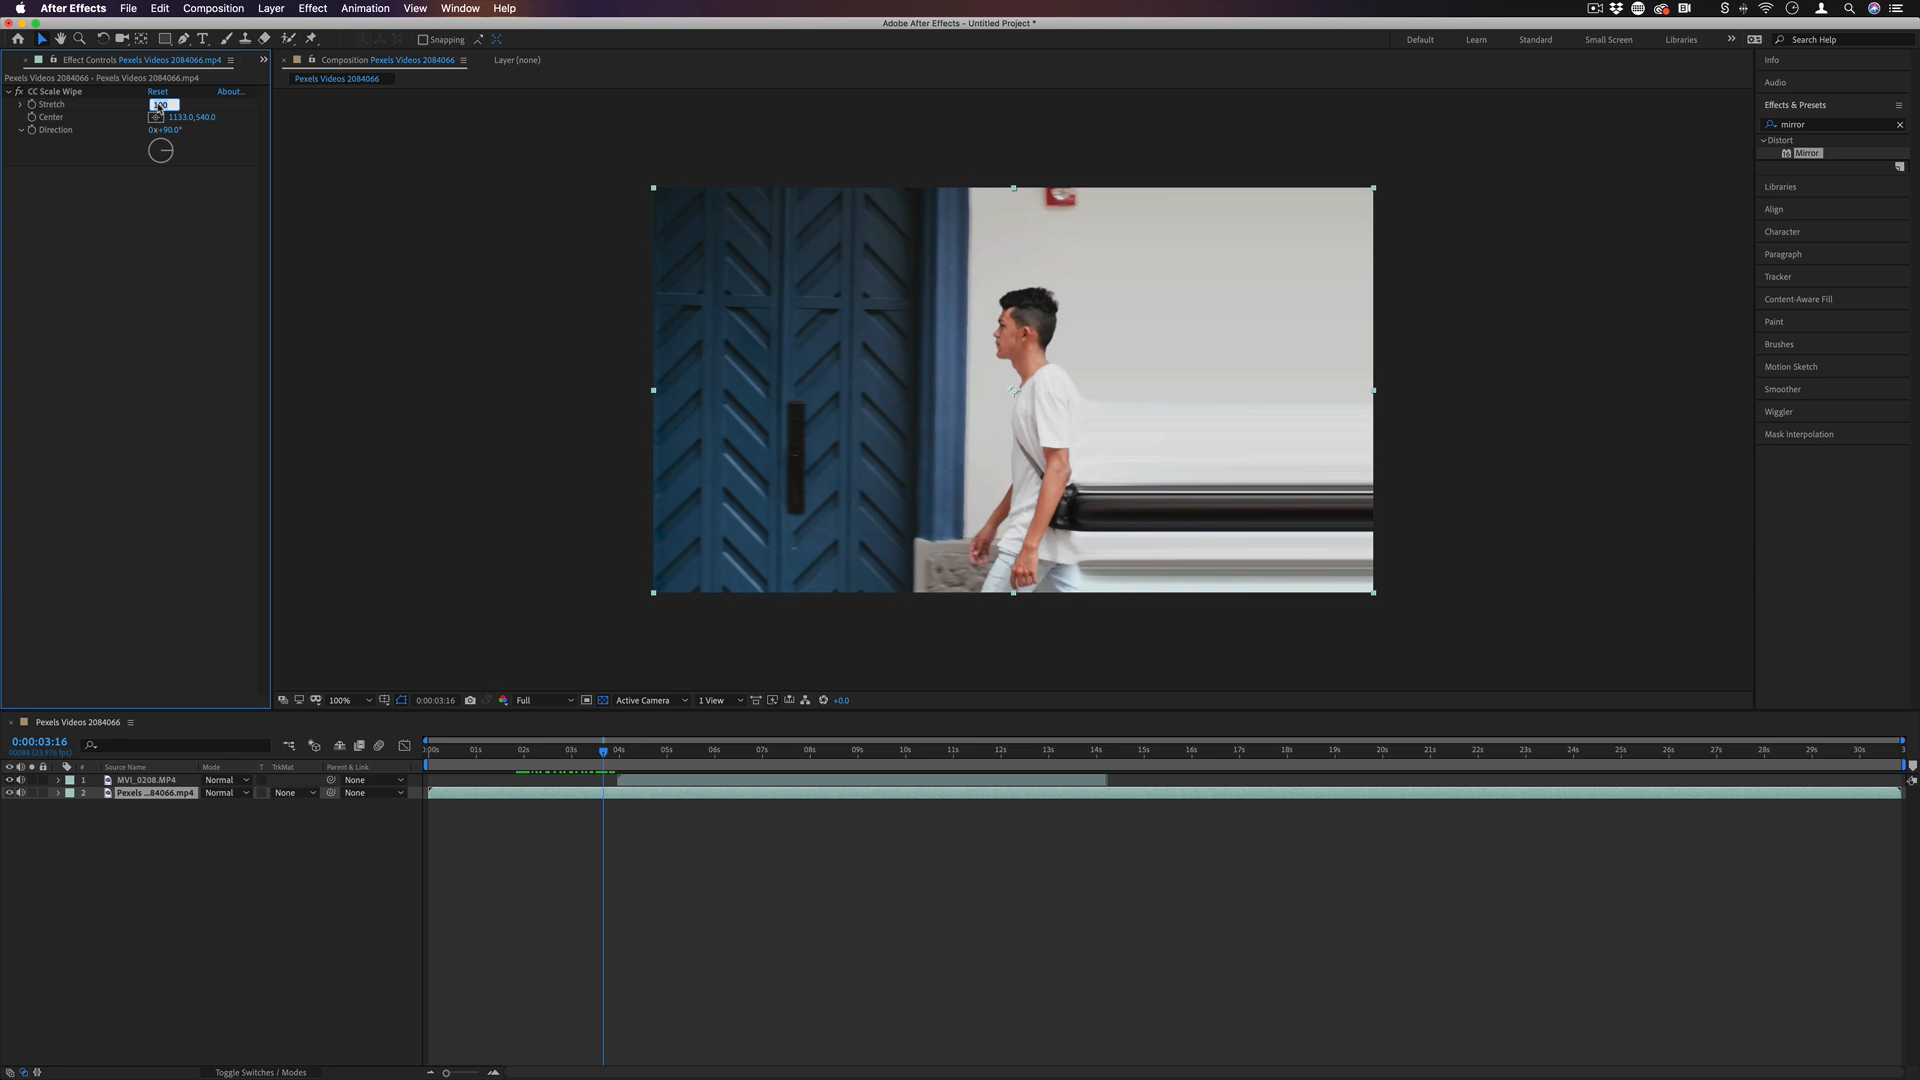 After Effects File Edit Composition Layer Effect Animation View Window Help
Adobe After Effects - Untitled Project *
Snapping
Default Learn Standard Small Screen Libraries
Search Help
Effect Controls Pexels Videos 2084066.mp4
Composition Pexels Videos 2084066
Layer (none)
Pexels Videos 2084066 • Pexels Videos 2084066.mp4
Pexels Videos 2084066
fx CC Scale Wipe Reset About...
Stretch 100
Center 1133.0,540.0
Direction 0x+90.0°
Info
Audio
Effects & Presets
mirror
Distort
Mirror
Libraries
Align
Character
Paragraph
Tracker
Content-Aware Fill
Paint
Brushes
Motion Sketch
Smoother
Wiggler
Mask Interpolation
100% 0:00:03:16 Full Active Camera 1 View +0.0
Pexels Videos 2084066
0:00:03:16
00088 (23.976 fps)
:00s 01s 02s 03s 04s 05s 06s 07s 08s 09s 10s 11s 12s 13s 14s 15s 16s 17s 18s 19s 20s 21s 22s 23s 24s 25s 26s 27s 28s 29s 30s 3
# Source Name Mode T TrkMat Parent & Link
1 MVI_0208.MP4 Normal None
2 Pexels ...84066.mp4 Normal None None
Toggle Switches / Modes